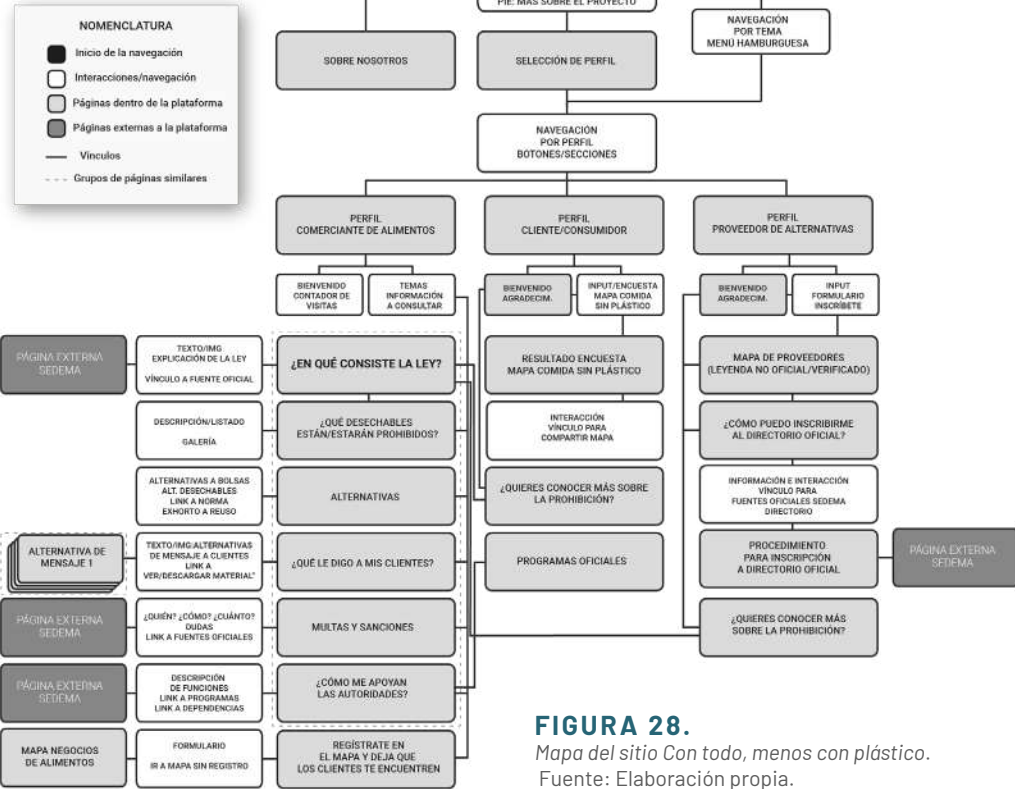 PIE: MÁS SOBRE EL PROYECTO
NOMENCLATURA
Inicio de la navegación
Interacciones/navegación
Páginas dentro de la plataforma
Páginas externas a la plataforma
Vínculos
Grupos de páginas similares
SOBRE NOSOTROS
SELECCIÓN DE PERFIL
NAVEGACIÓN
POR TEMA
MENÚ HAMBURGUESA
NAVEGACIÓN
POR PERFIL
BOTONES/SECCIONES
PERFIL
COMERCIANTE DE ALIMENTOS
PERFIL
CLIENTE/CONSUMIDOR
PERFIL
PROVEEDOR DE ALTERNATIVAS
BIENVENIDO
CONTADOR DE
VISITAS
TEMAS
INFORMACIÓN
A CONSULTAR
BIENVENIDO
AGRADECIM.
INPUT/ENCUESTA
MAPA COMIDA
SIN PLÁSTICO
BIENVENIDO
AGRADECIM.
INPUT
FORMULARIO
INSCRÍBETE
PÁGINA EXTERNA
SEDEMA
TEXTO/IMG
EXPLICACIÓN DE LA LEY
VÍNCULO A FUENTE OFICIAL
¿EN QUÉ CONSISTE LA LEY?
RESULTADO ENCUESTA
MAPA COMIDA SIN PLÁSTICO
MAPA DE PROVEEDORES
(LEYENDA NO OFICIAL/VERIFICADO)
DESCRIPCIÓN/LISTADO
GALERÍA
¿QUÉ DESECHABLES
ESTÁN/ESTARÁN PROHIBIDOS?
INTERACCIÓN
VÍNCULO PARA
COMPARTIR MAPA
¿CÓMO PUEDO INSCRIBIRME
AL DIRECTORIO OFICIAL?
ALTERNATIVAS A BOLSAS
ALT. DESECHABLES
LINK A NORMA
EXHORTO A REUSO
ALTERNATIVAS
¿QUIERES CONOCER MÁS SOBRE
LA PROHIBICIÓN?
INFORMACIÓN E INTERACCIÓN
VÍNCULO PARA
FUENTES OFICIALES SEDEMA
DIRECTORIO
ALTERNATIVA DE
MENSAJE 1
TEXTO/IMG:ALTERNATIVAS
DE MENSAJE A CLIENTES
LINK A
VER/DESCARGAR MATERIAL*
¿QUÉ LE DIGO A MIS CLIENTES?
PROGRAMAS OFICIALES
PROCEDIMIENTO
PARA INSCRIPCIÓN
A DIRECTORIO OFICIAL
PÁGINA EXTERNA
SEDEMA
PÁGINA EXTERNA
SEDEMA
¿QUIÉN? ¿CÓMO? ¿CUÁNTO?
DUDAS
LINK A FUENTES OFICIALES
MULTAS Y SANCIONES
¿QUIERES CONOCER MÁS
SOBRE LA PROHIBICIÓN?
PÁGINA EXTERNA
SEDEMA
DESCRIPCIÓN
DE FUNCIONES
LINK A PROGRAMAS
LINK A DEPENDENCIAS
¿CÓMO ME APOYAN
LAS AUTORIDADES?
MAPA NEGOCIOS
DE ALIMENTOS
FORMULARIO
IR A MAPA SIN REGISTRO
REGÍSTRATE EN
EL MAPA Y DEJA QUE
LOS CLIENTES TE ENCUENTREN
FIGURA 28.
Mapa del sitio Con todo, menos con plástico.
Fuente: Elaboración propia.